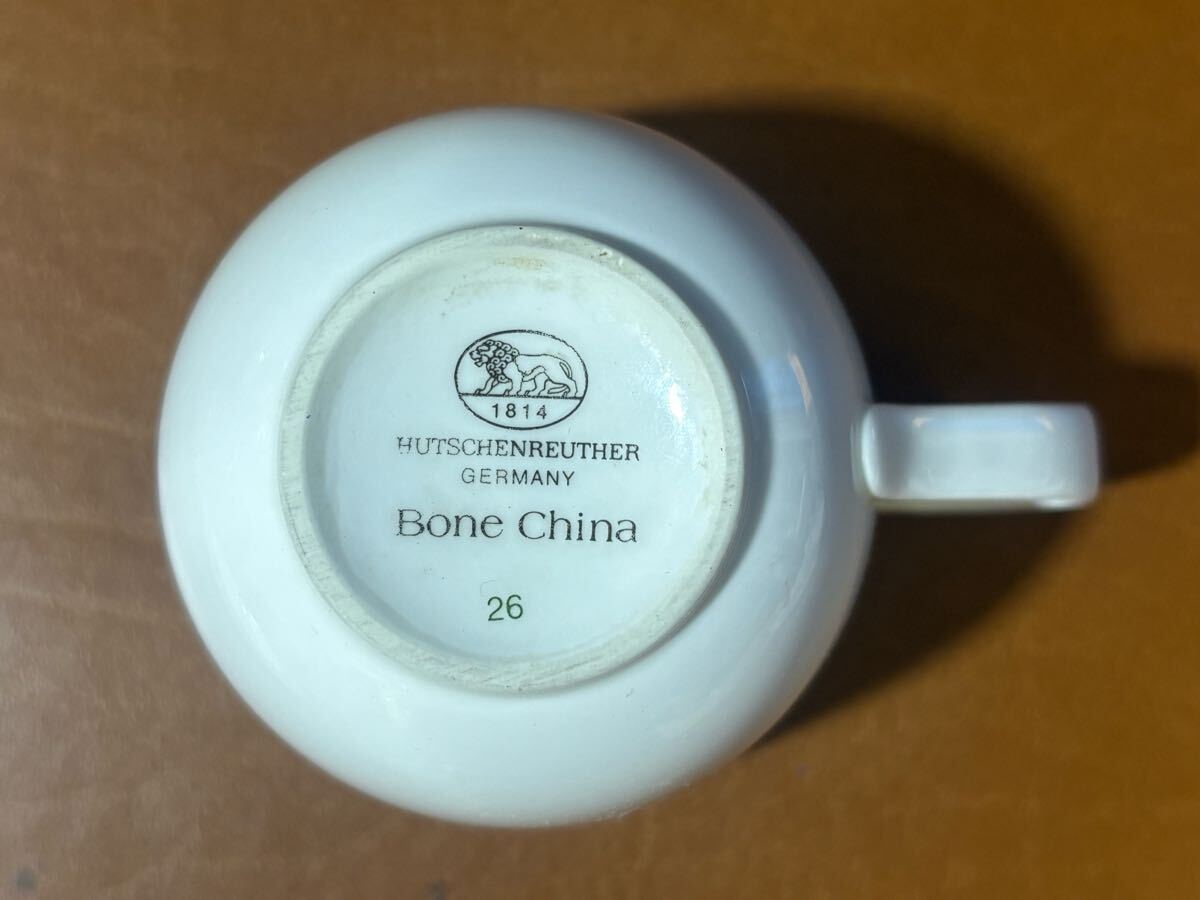 1814
HUTSCHENREUTHER
GERMANY
Bone China
26